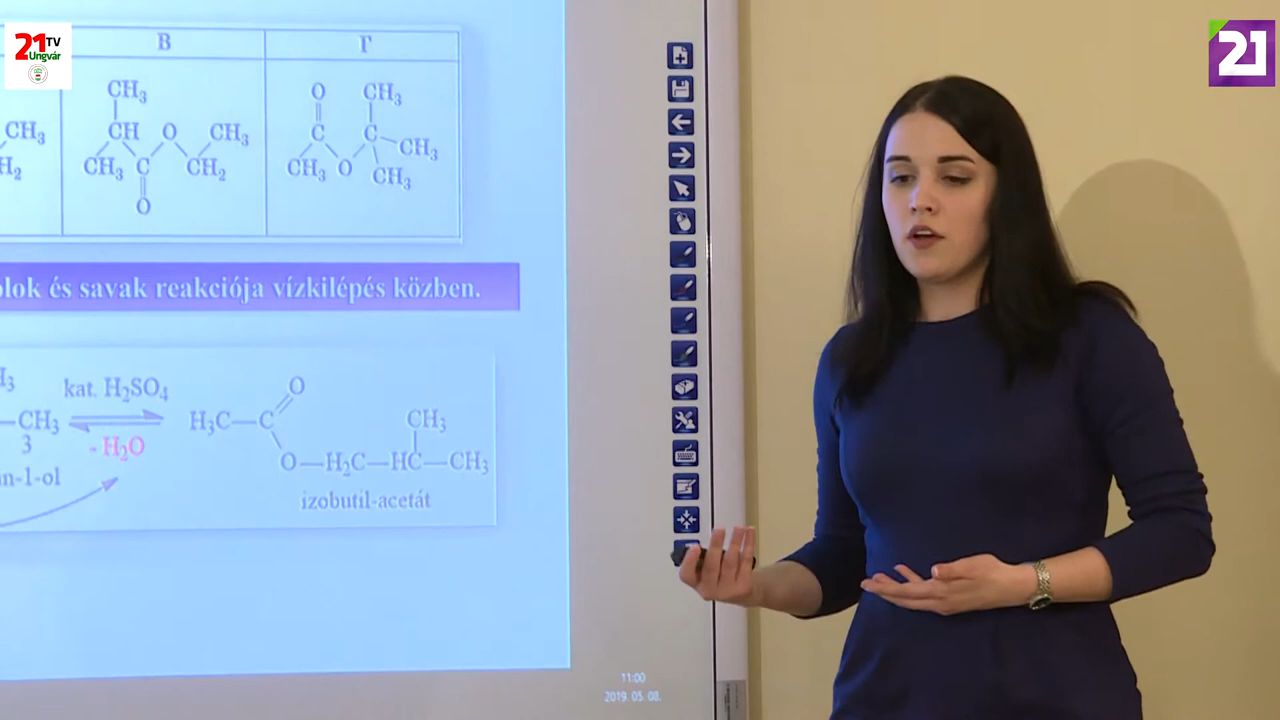 21TV
Ungvár
21
В
Г
CH₃
CH
O
CH₃
CH₃
C
CH₂
O
CH₃
H₂
O
CH₃
C
C
CH₃
CH₃
O
CH₃
olok és savak reakciója vízkilépés közben.
H₃
kat. H₂SO₄
—CH₃
- H₂O
3
n-1-ol
O
H₃C—C
CH₃
O—H₂C—HC—CH₃
izobutil-acetát
11:00
2019. 05. 08.